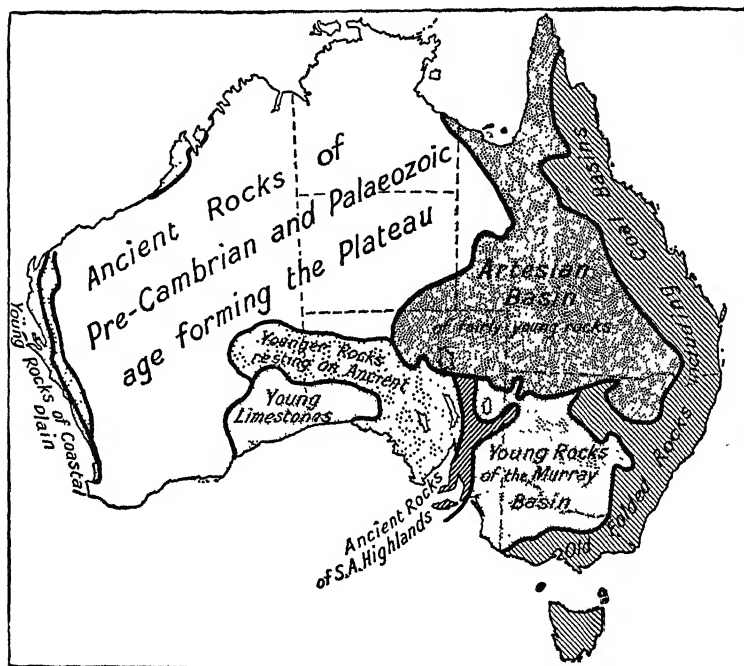 Ancient Rocks of
Pre-Cambrian and Palaeozoic
age forming the Plateau
Young Rocks of Coastal
plain
Younger Rocks
resting on Ancient
Young
Limestones
Artesian
Basin
of fairly young rocks
Young Rocks
of the Murray
Basin
Ancient Rocks
of S.A. Highlands
Old Folded Rocks including Coal Basins